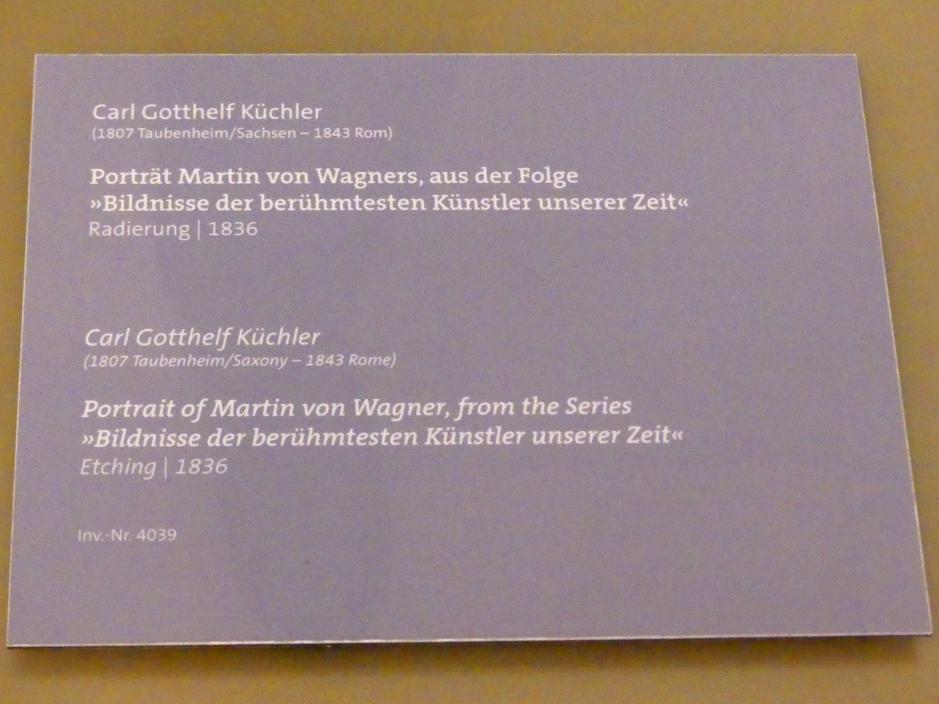 Carl Gotthelf Küchler
(1807 Taubenheim/Sachsen – 1843 Rom)
Porträt Martin von Wagners, aus der Folge
»Bildnisse der berühmtesten Künstler unserer Zeit«
Radierung | 1836
Carl Gotthelf Küchler
(1807 Taubenheim/Saxony – 1843 Rome)
Portrait of Martin von Wagner, from the Series
»Bildnisse der berühmtesten Künstler unserer Zeit«
Etching | 1836
Inv.-Nr. 4039